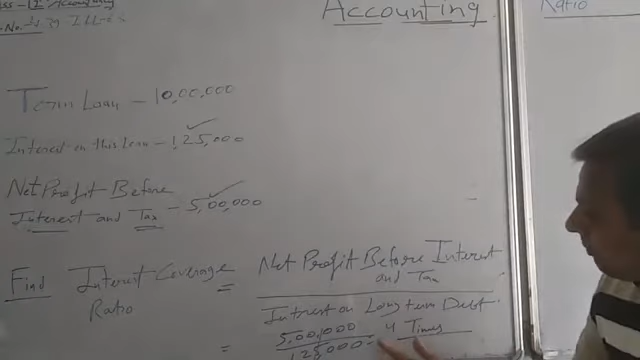 Accounting
Ratio
Term Loan - 10,00,000
Interest on this loan - 1,25,000
Net Profit Before
Interest and Tax - 5,00,000
Find Interest Coverage
Ratio
= Net Profit Before Interest
and Tax
Interest on Long term Debt
= 5,00,000
1,25,000 = 4 Times